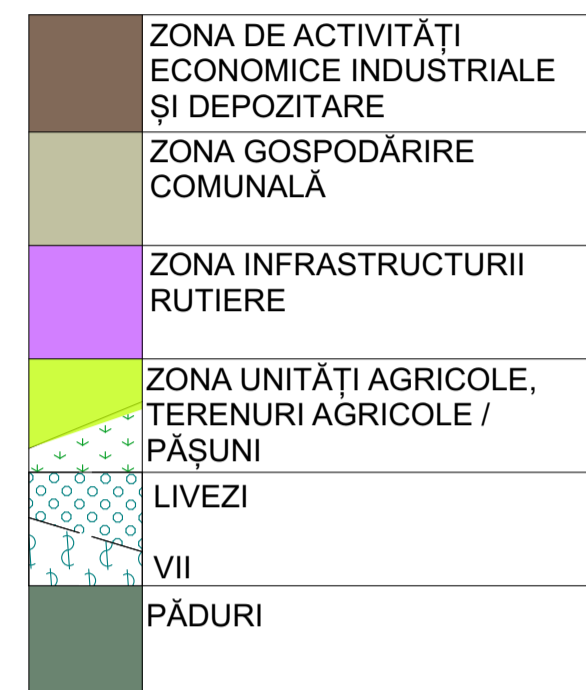 ZONA DE ACTIVITĂȚI
ECONOMICE INDUSTRIALE
ȘI DEPOZITARE
ZONA GOSPODĂRIRE
COMUNALĂ
ZONA INFRASTRUCTURII
RUTIERE
ZONA UNITĂȚI AGRICOLE,
TERENURI AGRICOLE /
PĂȘUNI
LIVEZI
VII
PĂDURI